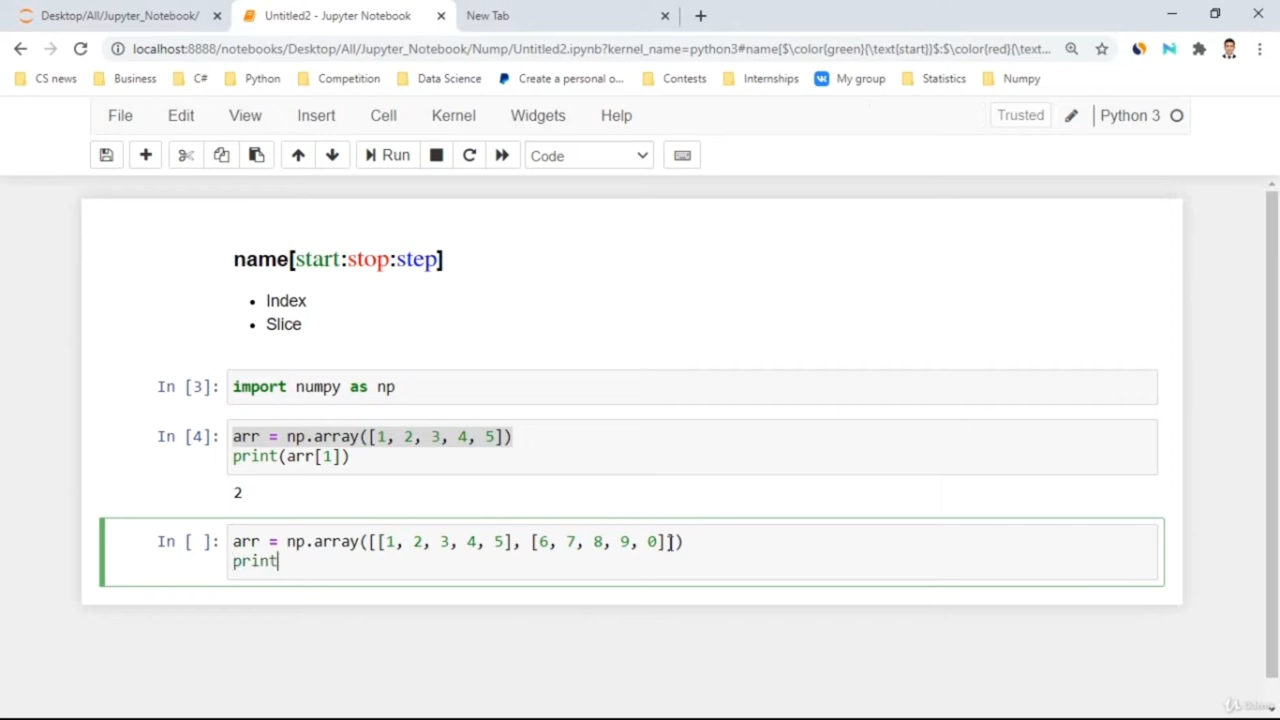 Desktop/All/Jupyter_Notebook/
Untitled2 - Jupyter Notebook
New Tab
localhost:8888/notebooks/Desktop/All/Jupyter_Notebook/Nump/Untitled2.ipynb?kernel_name=python3#name[$\color{green}{\text{start}}$:$\color{red}{\text...
CS news
Business
C#
Python
Competition
Data Science
Create a personal o...
Contests
Internships
My group
Statistics
Numpy
File Edit View Insert Cell Kernel Widgets Help
Trusted
Python 3
Run
Code
name[start:stop:step]
• Index
• Slice
In [3]: import numpy as np
In [4]: arr = np.array([1, 2, 3, 4, 5])
print(arr[1])
2
In [ ]: arr = np.array([[1, 2, 3, 4, 5], [6, 7, 8, 9, 0]])
print